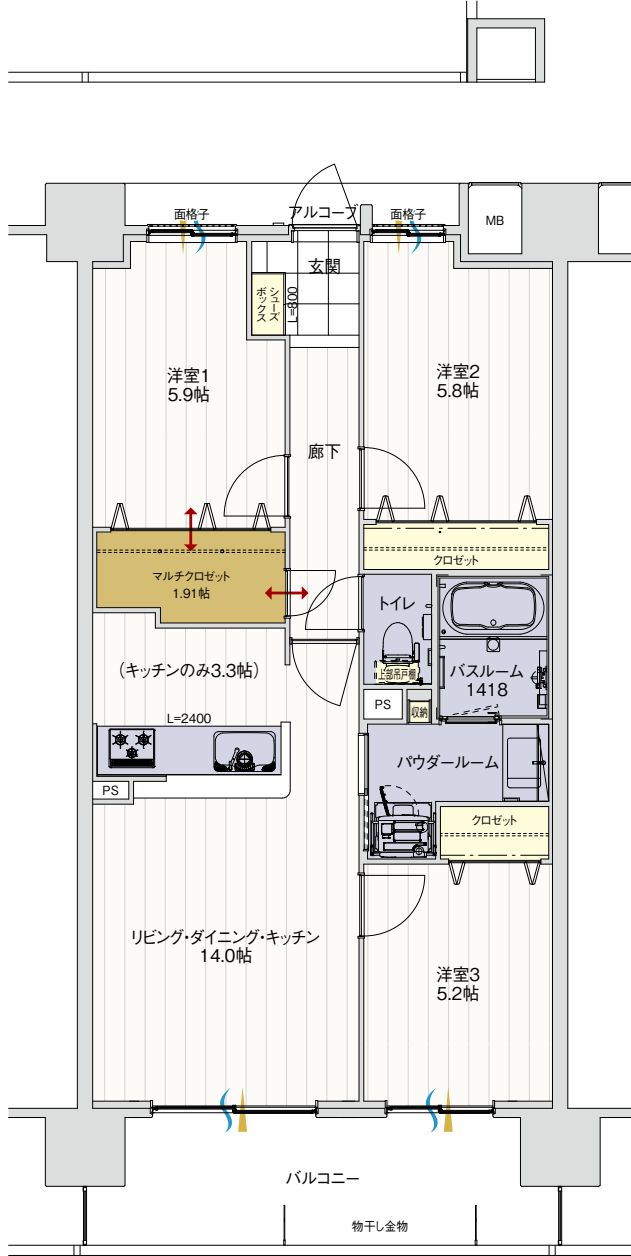 面格子
アルコーブ
面格子
MB
玄関
シューズ
ボックス
L=800
洋室1
5.9帖
洋室2
5.8帖
廊下
マルチクロゼット
1.91帖
クロゼット
トイレ
上部吊戸棚
バスルーム
1418
(キッチンのみ3.3帖)
L=2400
PS
収納
パウダールーム
PS
クロゼット
リビング・ダイニング・キッチン
14.0帖
洋室3
5.2帖
バルコニー
物干し金物